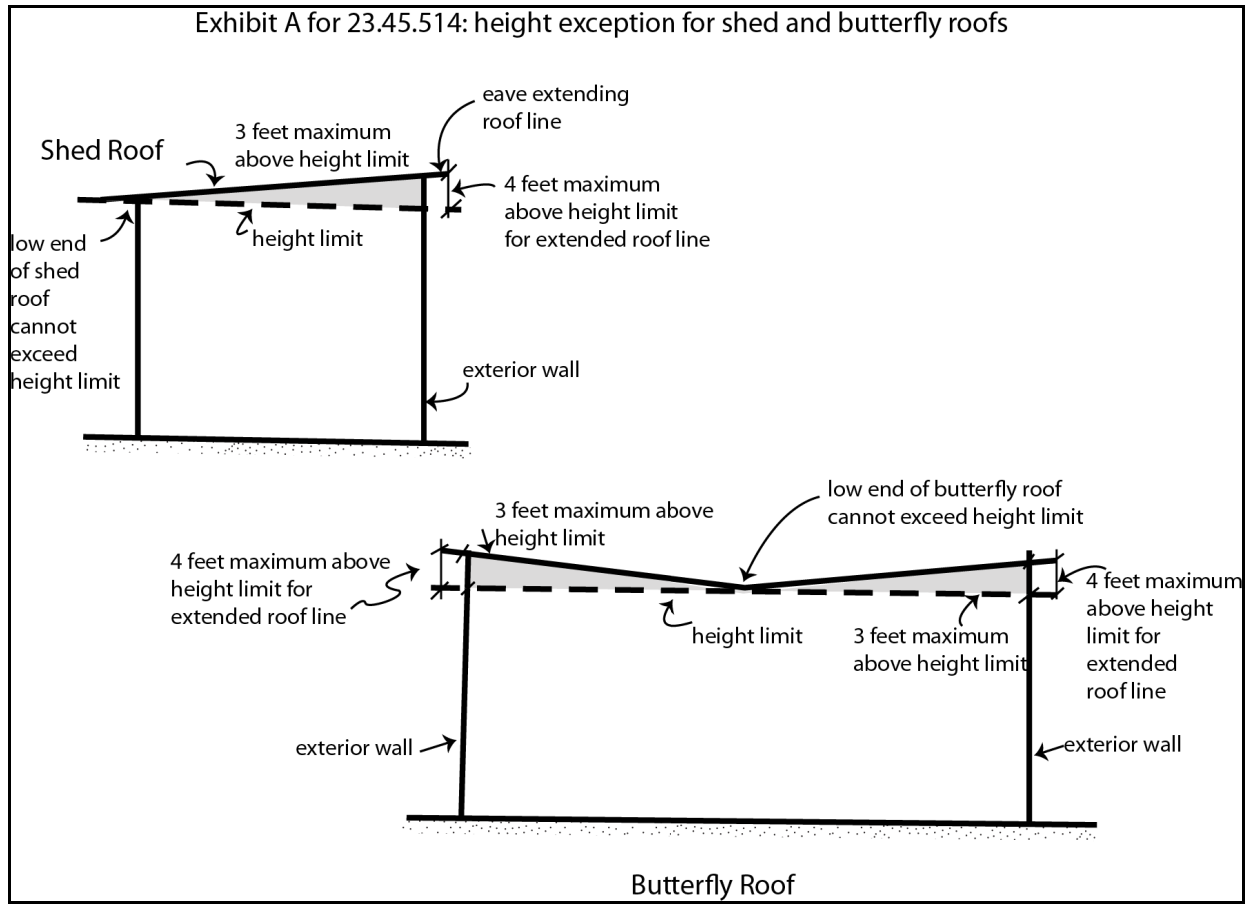 Exhibit A for 23.45.514: height exception for shed and butterfly roofs
eave extending
roof line
Shed Roof
3 feet maximum
above height limit
4 feet maximum
above height limit
for extended roof line
height limit
low end
of shed
roof
cannot
exceed
height limit
exterior wall
low end of butterfly roof
cannot exceed height limit
3 feet maximum above
height limit
4 feet maximum above
height limit for
extended roof line
4 feet maximum
above height
limit for
extended
roof line
height limit
3 feet maximum
above height limit
exterior wall
exterior wall
Butterfly Roof